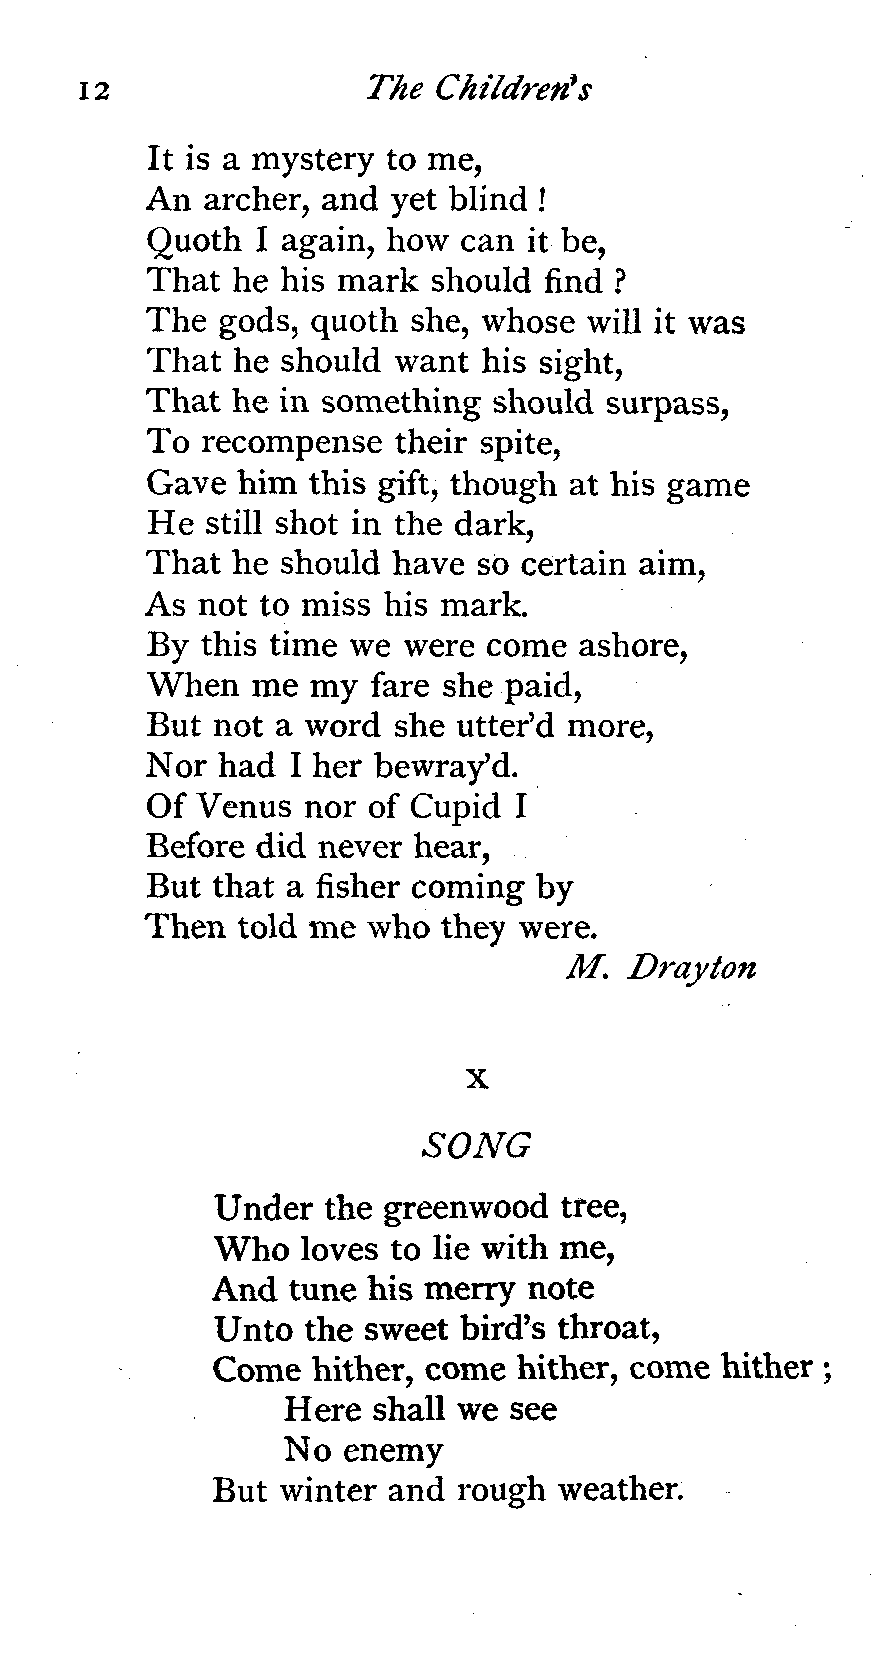 12 The Children's
It is a mystery to me,
An archer, and yet blind !
Quoth I again, how can it be,
That he his mark should find ?
The gods, quoth she, whose will it was
That he should want his sight,
That he in something should surpass,
To recompense their spite,
Gave him this gift, though at his game
He still shot in the dark,
That he should have so certain aim,
As not to miss his mark.
By this time we were come ashore,
When me my fare she paid,
But not a word she utter'd more,
Nor had I her bewray'd.
Of Venus nor of Cupid I
Before did never hear,
But that a fisher coming by
Then told me who they were.
M. Drayton
X
SONG
Under the greenwood tree,
Who loves to lie with me,
And tune his merry note
Unto the sweet bird's throat,
Come hither, come hither, come hither ;
Here shall we see
No enemy
But winter and rough weather.